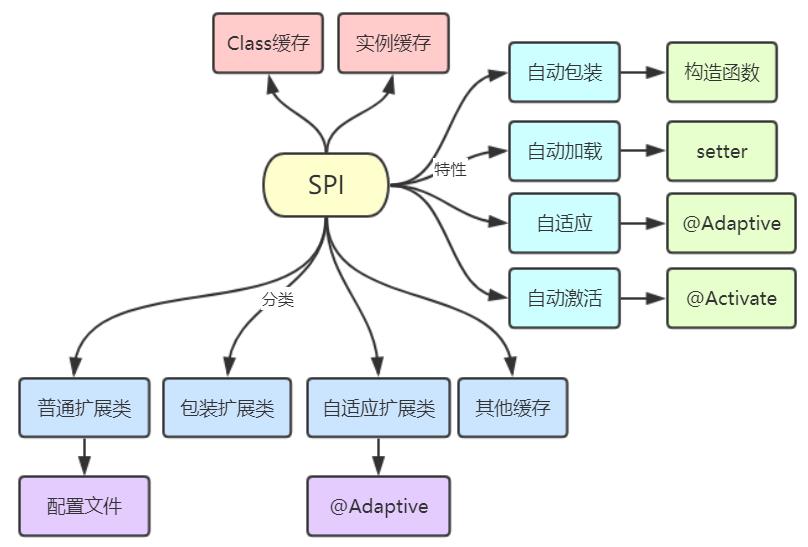 Class缓存
实例缓存
自动包装
构造函数
自动加载
setter
特性
SPI
自适应
@Adaptive
自动激活
@Activate
分类
普通扩展类
包装扩展类
自适应扩展类
其他缓存
配置文件
@Adaptive